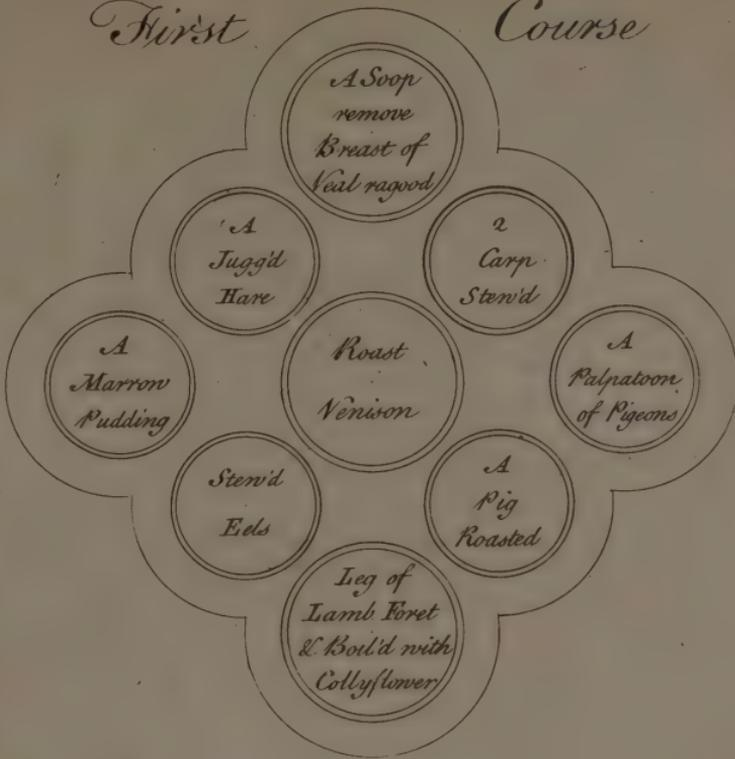 First Course
A Soop
remove
Breast of
Veal ragood
A
Jugg'd
Hare
2
Carp
Stew'd
A
Marrow
Pudding
Roast
Venison
A
Palpatoon
of Pigeons
Stew'd
Eels
A
Pig
Roasted
Leg of
Lamb Forct
& Boil'd with
Collyflower